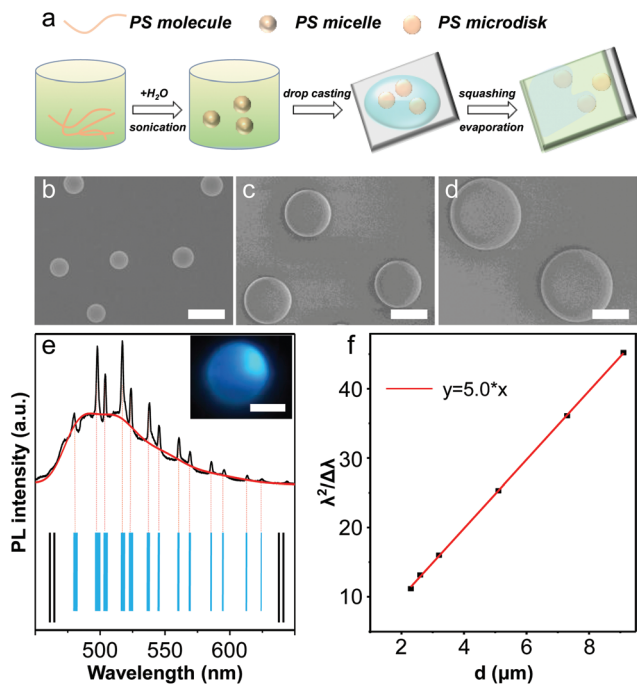 a PS molecule PS micelle PS microdisk
+H₂O
sonication
drop casting
squashing
evaporation
b c d
e
PL intensity (a.u.)
500 550 600
Wavelength (nm)
f
y=5.0*x
λ²/Δλ
40
30
20
10
2 4 6 8
d (μm)